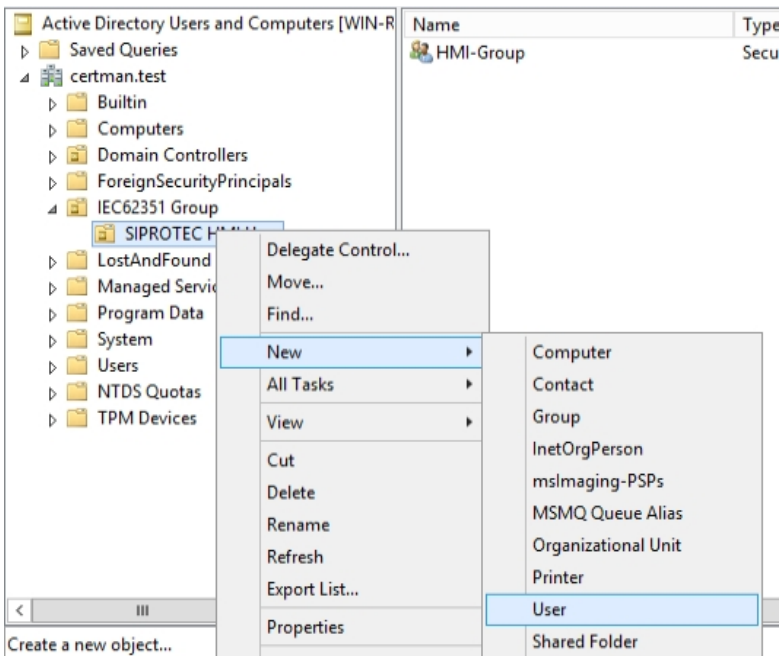 Active Directory Users and Computers [WIN-R
Saved Queries
certman.test
Builtin
Computers
Domain Controllers
ForeignSecurityPrincipals
IEC62351 Group
SIPROTEC
LostAndFound
Managed Servic
Program Data
System
Users
NTDS Quotas
TPM Devices
Name Type
HMI-Group Secu
Delegate Control...
Move...
Find...
New
All Tasks
View
Cut
Delete
Rename
Refresh
Export List...
Properties
Computer
Contact
Group
InetOrgPerson
msImaging-PSPs
MSMQ Queue Alias
Organizational Unit
Printer
User
Shared Folder
Create a new object...